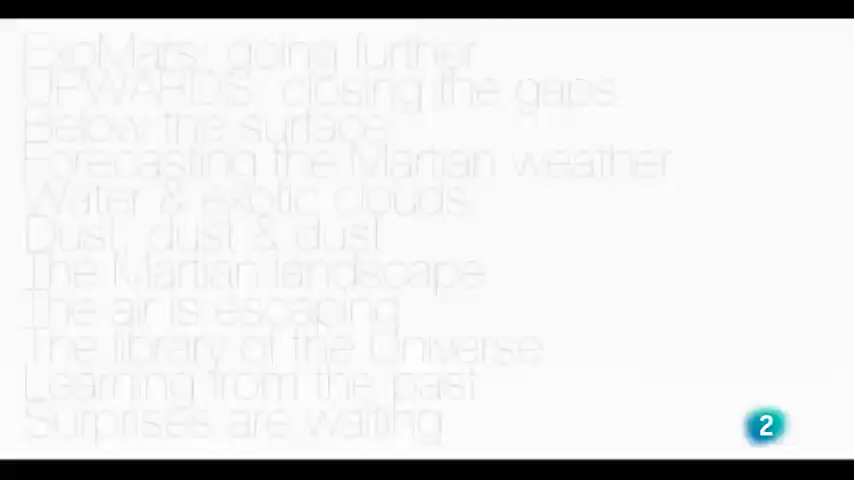 ExoMars: going further
UPWARDS: closing the gaps
Below the surface
Forecasting the Martian weather
Water & exotic clouds
Dust, dust & dust
The Martian landscape
The air is escaping
The library of the Universe
Learning from the past
Surprises are waiting
2